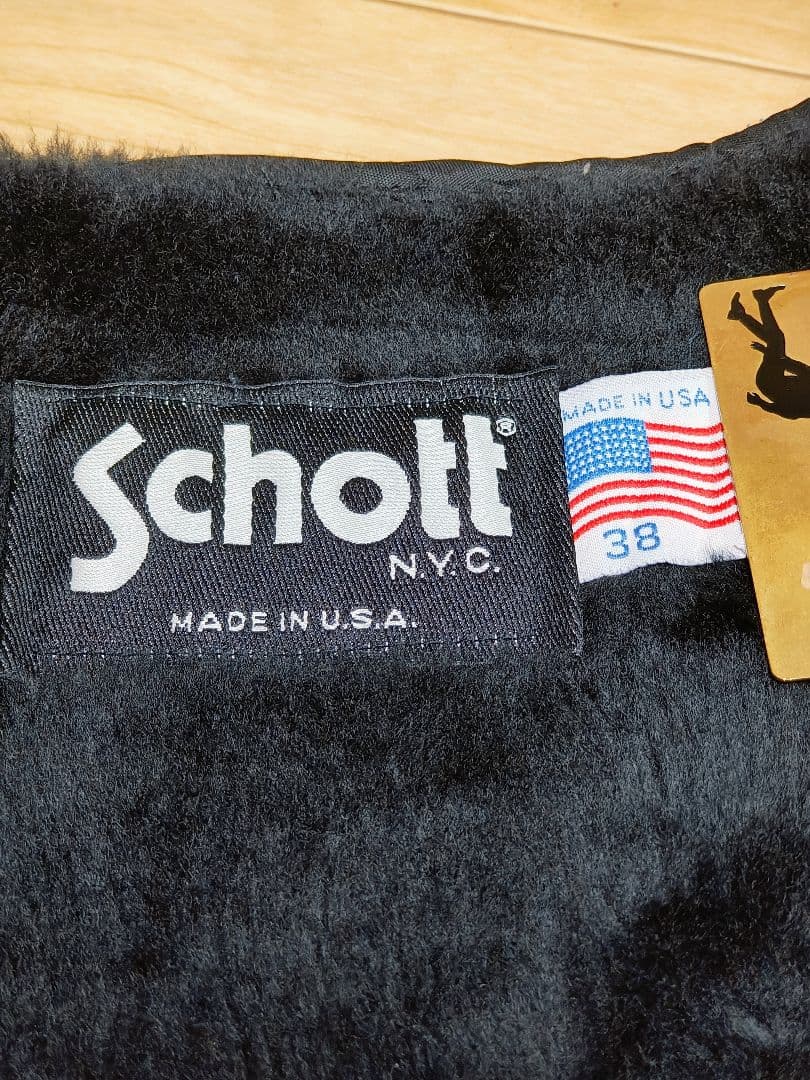 Schott®
N.Y.C.
MADE IN U.S.A.
MADE IN USA
38